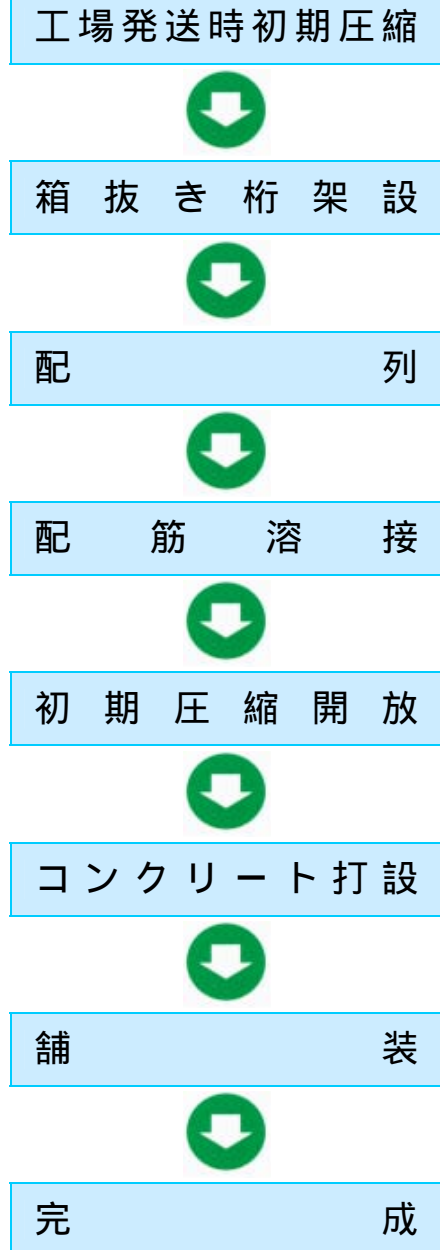 工場発送時初期圧縮
箱抜き桁架設
配列
配筋溶接
初期圧縮開放
コンクリート打設
舗装
完成